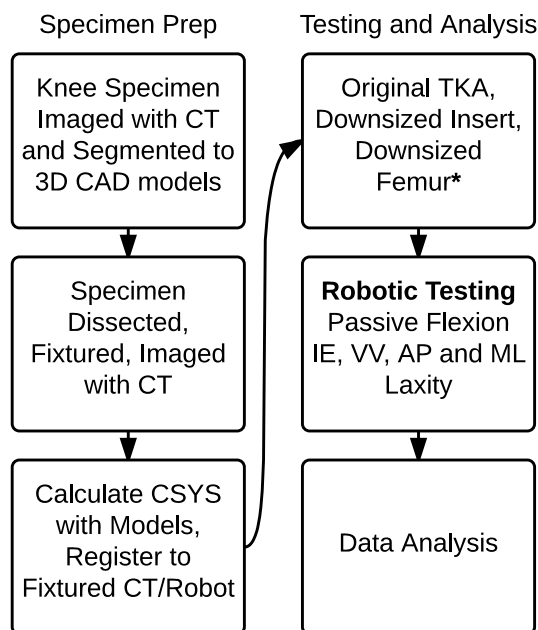 Specimen Prep
Knee Specimen
Imaged with CT
and Segmented to
3D CAD models
Specimen
Dissected,
Fixtured, Imaged
with CT
Calculate CSYS
with Models,
Register to
Fixtured CT/Robot
Testing and Analysis
Original TKA,
Downsized Insert,
Downsized
Femur*
Robotic Testing
Passive Flexion
IE, VV, AP and ML
Laxity
Data Analysis